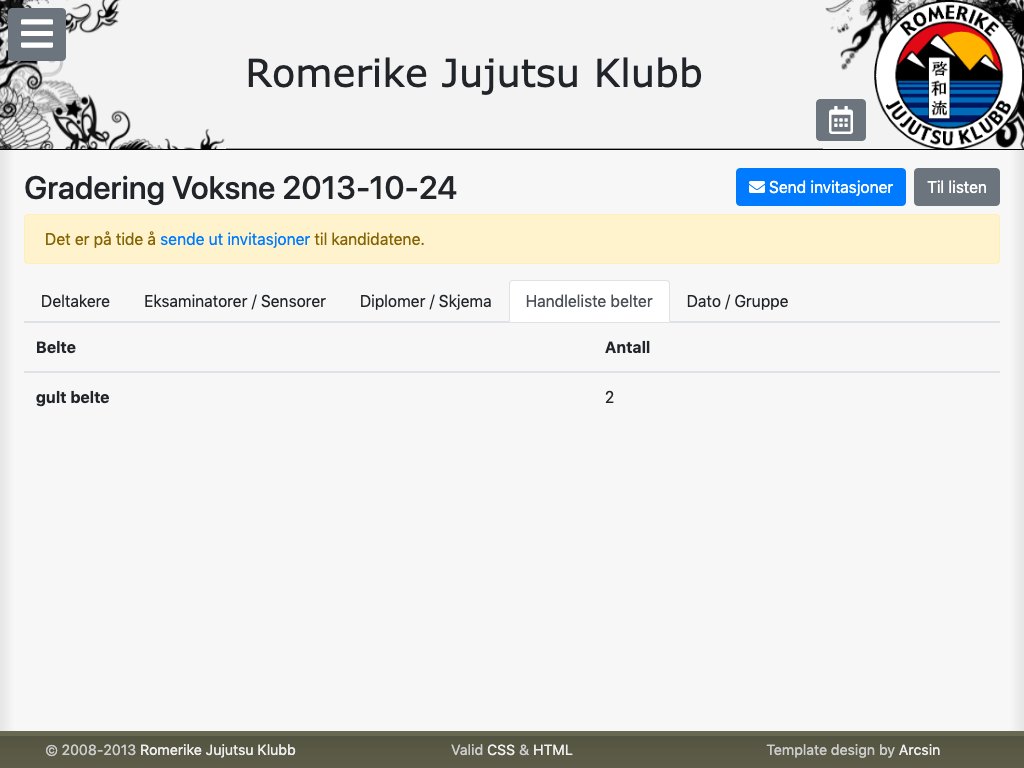 Romerike Jujutsu Klubb
ROMERIKE
啓和流
JUJUTSU KLUBB
Gradering Voksne 2013-10-24
Send invitasjoner
Til listen
Det er på tide å sende ut invitasjoner til kandidatene.
Deltakere
Eksaminatorer / Sensorer
Diplomer / Skjema
Handleliste belter
Dato / Gruppe
Belte Antall
gult belte 2
© 2008-2013 Romerike Jujutsu Klubb
Valid CSS & HTML
Template design by Arcsin